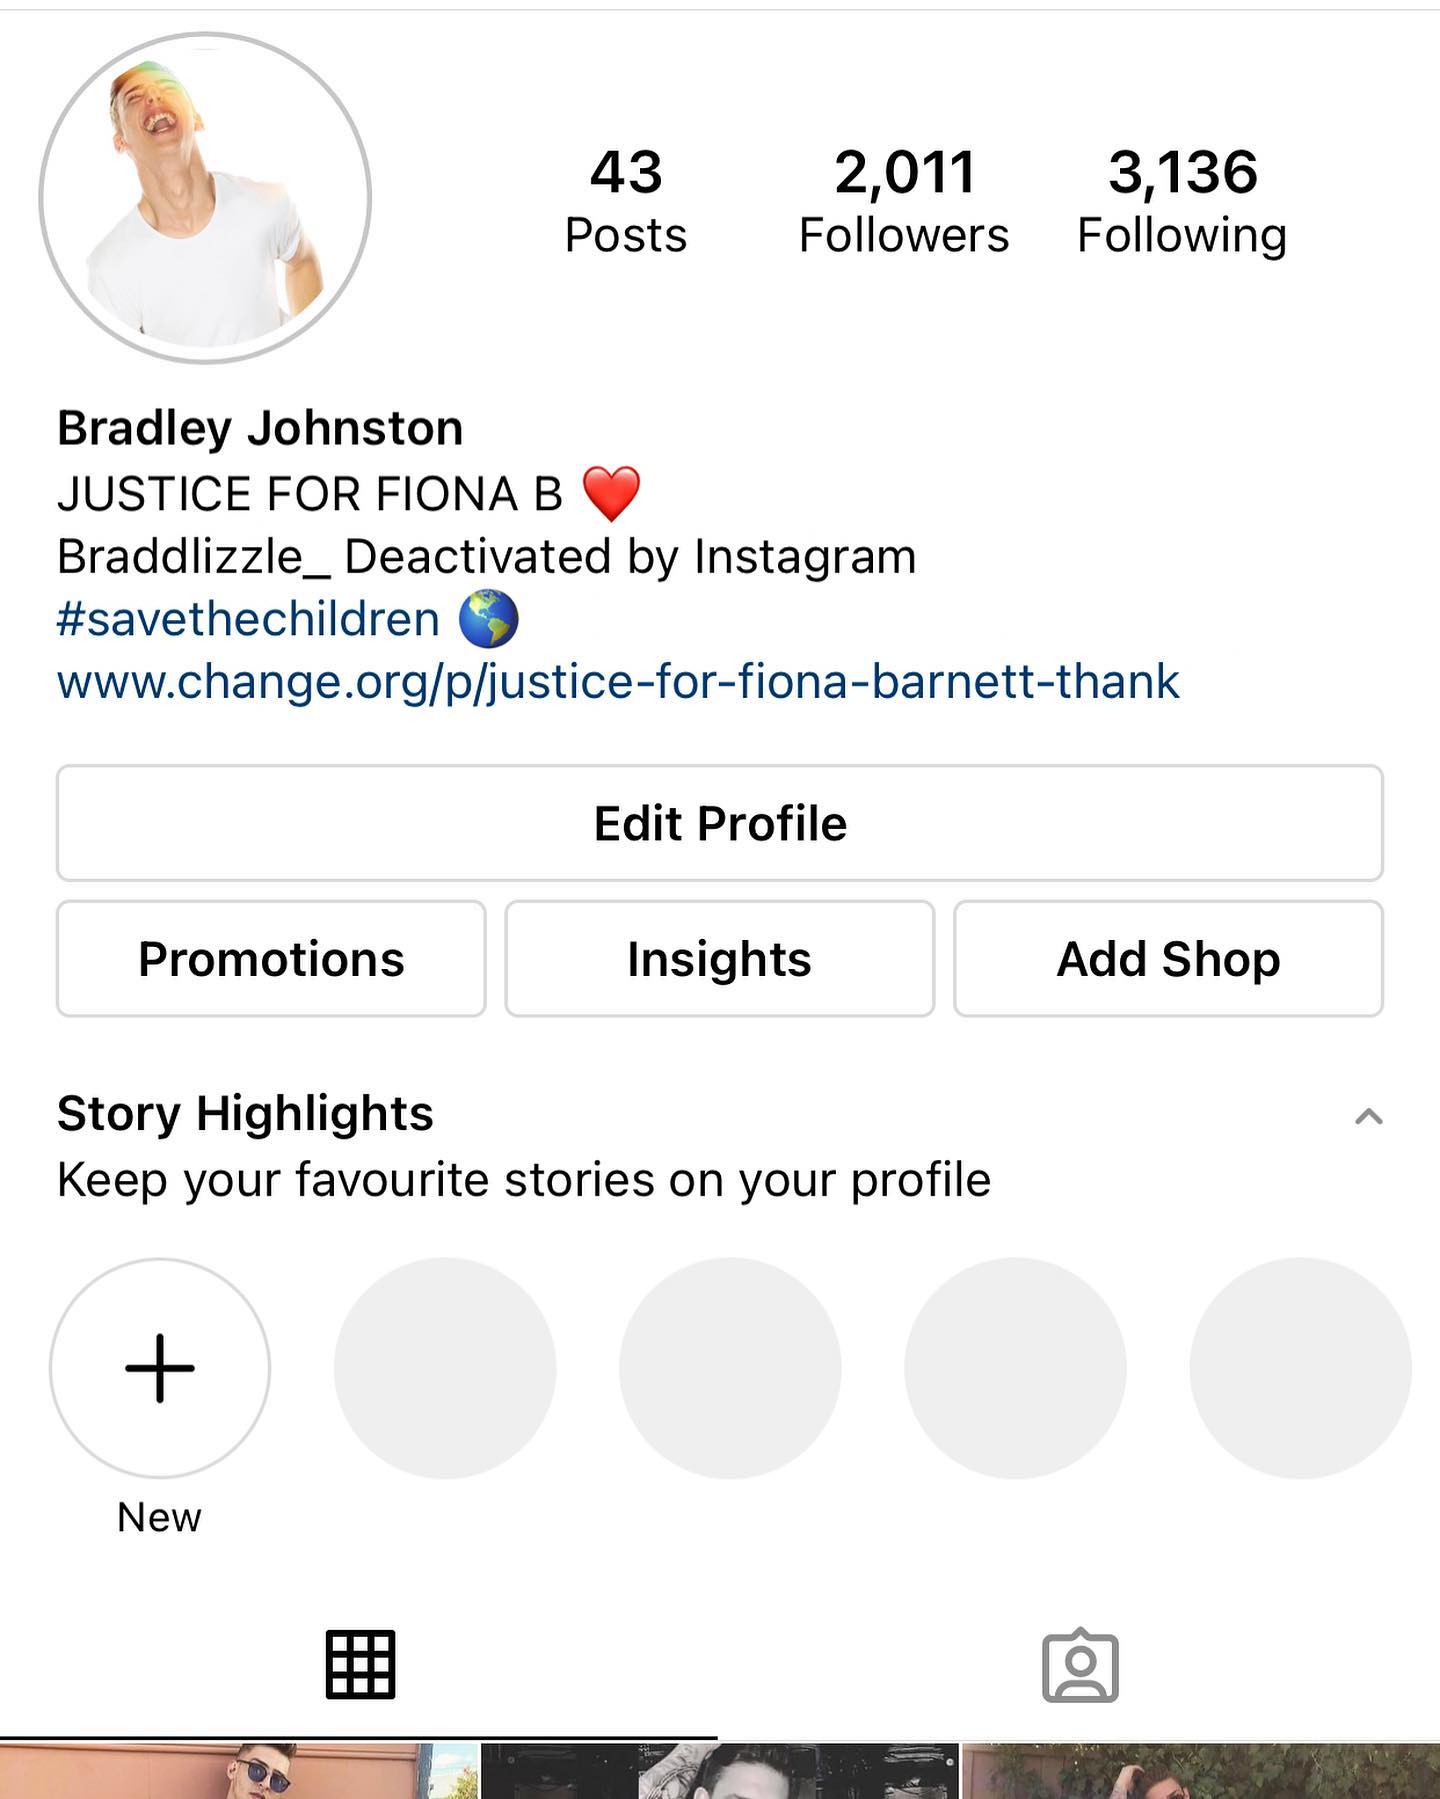 43 2,011 3,136
Posts Followers Following
Bradley Johnston
JUSTICE FOR FIONA B ❤️
Braddlizzle_ Deactivated by Instagram
#savethechildren 🌎
www.change.org/p/justice-for-fiona-barnett-thank
Edit Profile
Promotions Insights Add Shop
Story Highlights
Keep your favourite stories on your profile
New